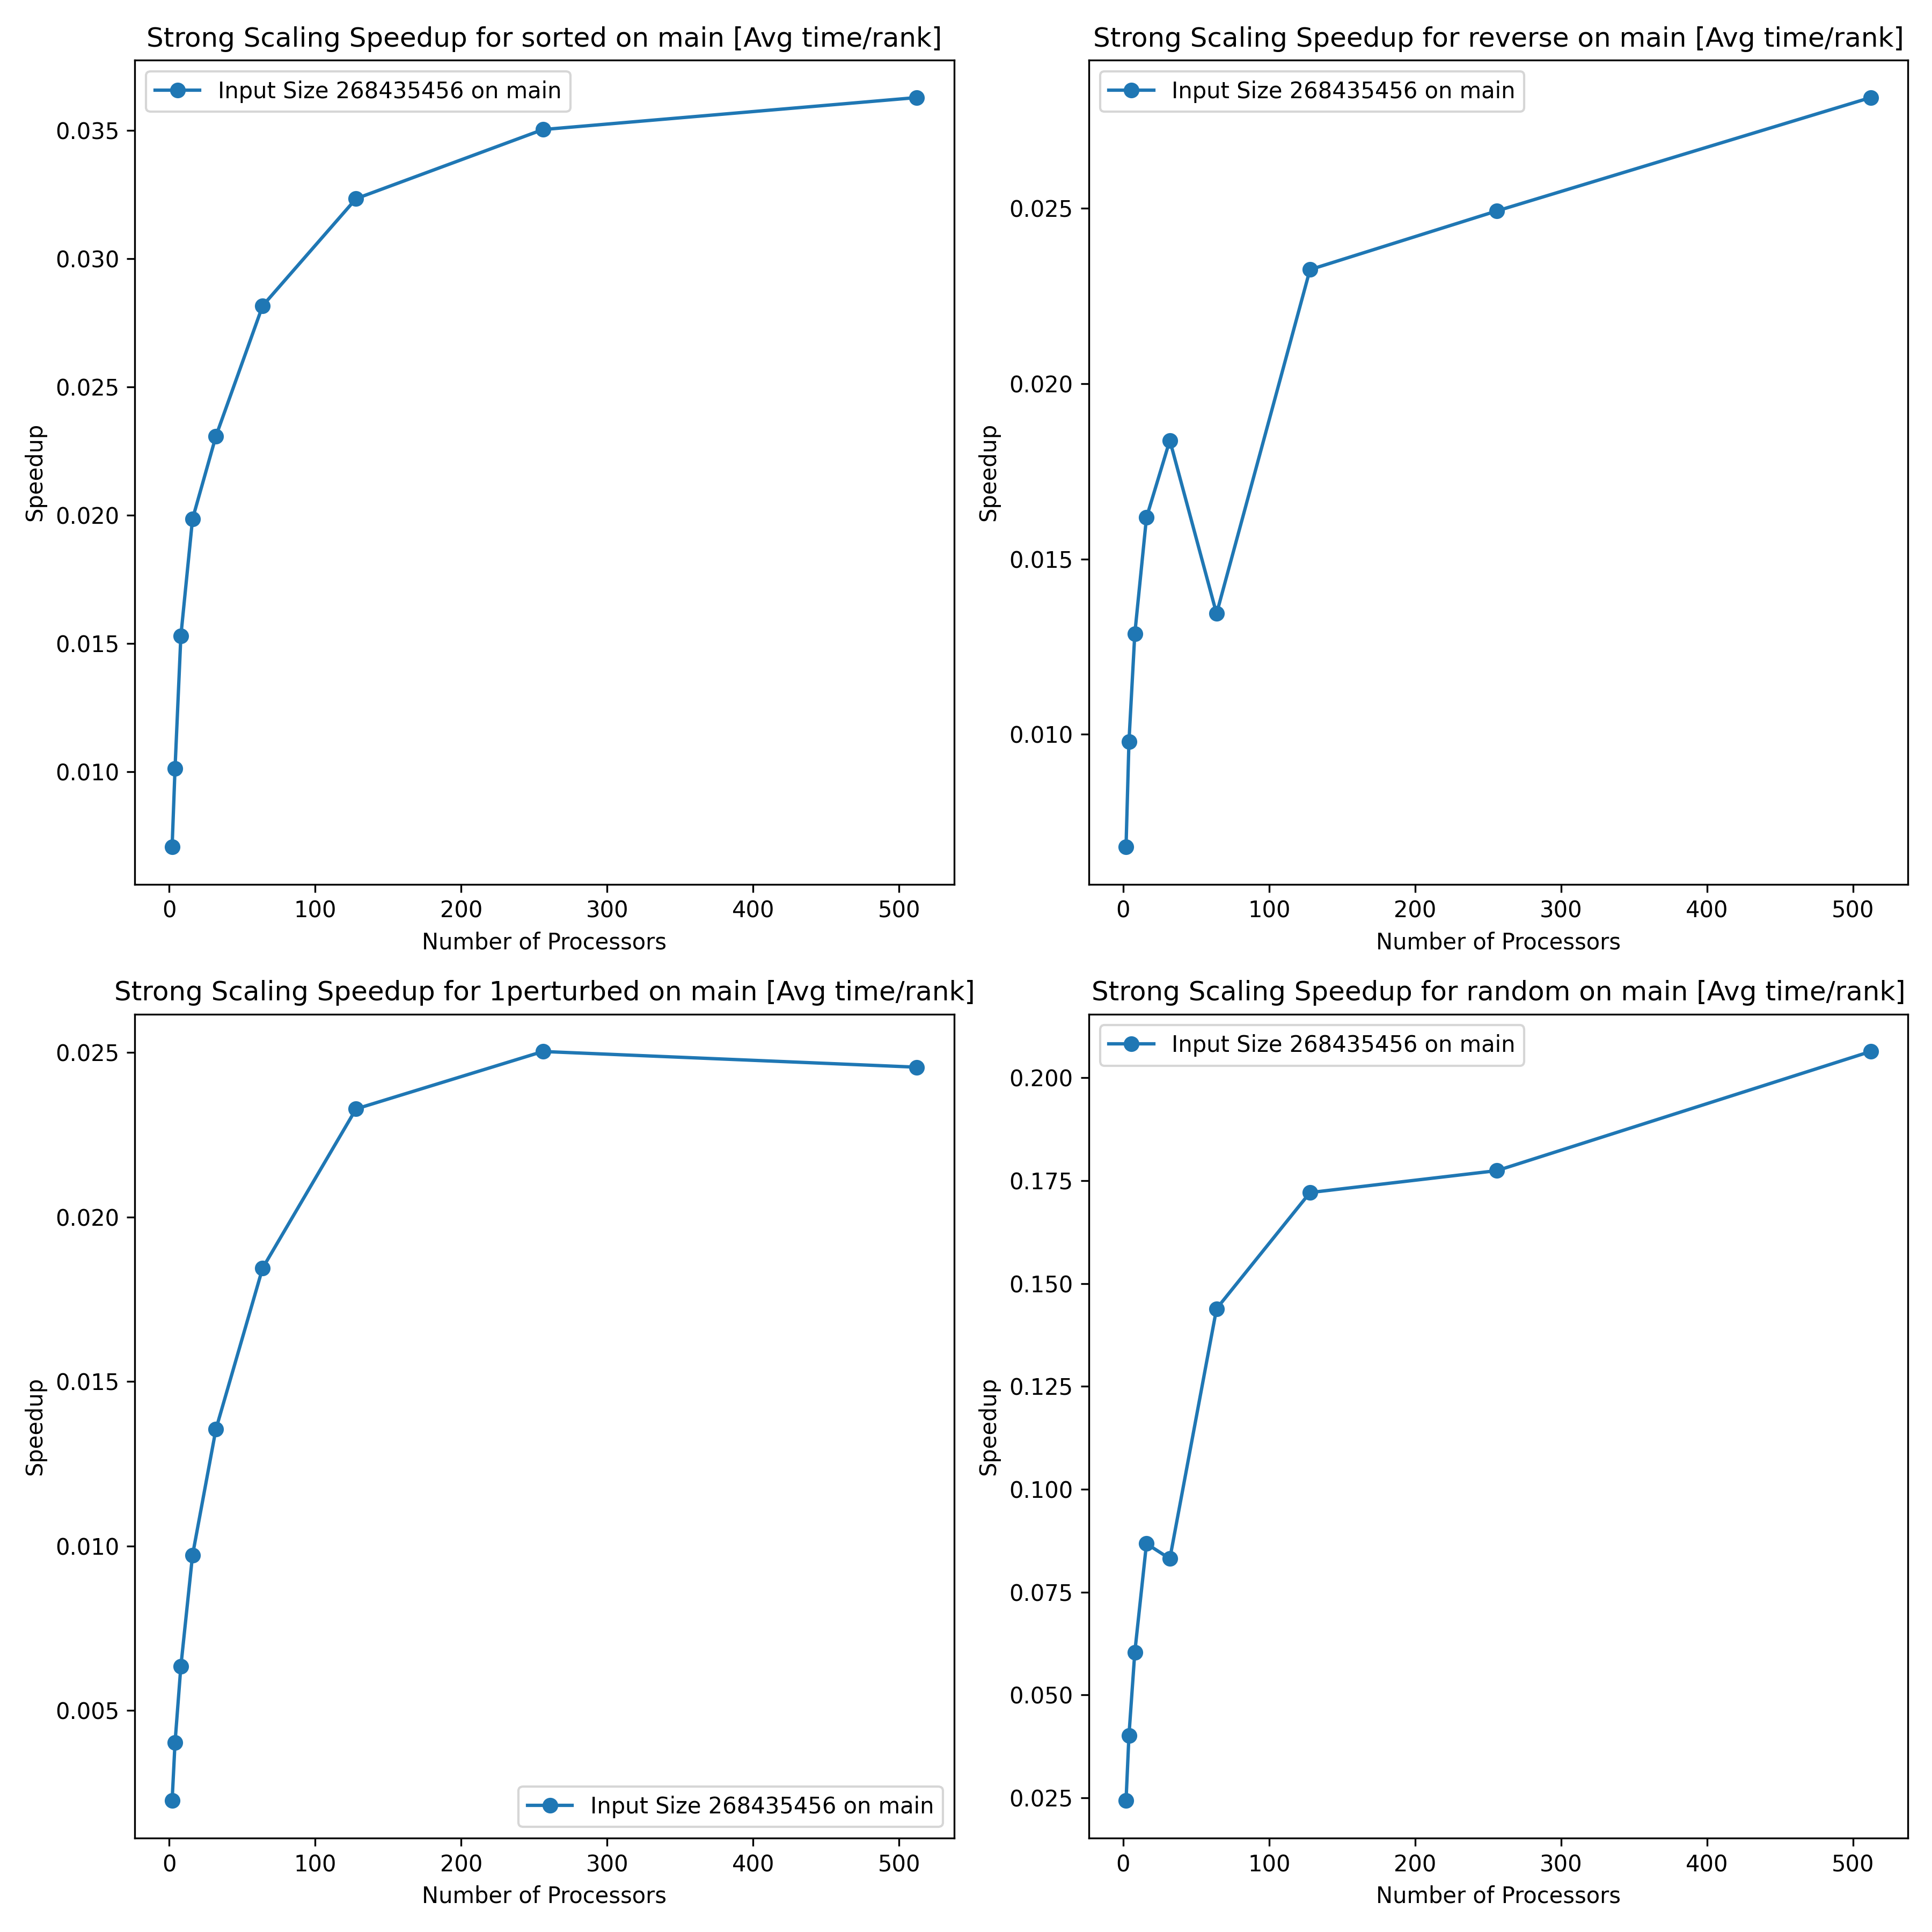 Strong Scaling Speedup for sorted on main [Avg time/rank]
Input Size 268435456 on main
0.035
0.030
0.025
0.020
0.015
0.010
Speedup
0 100 200 300 400 500
Number of Processors
Strong Scaling Speedup for reverse on main [Avg time/rank]
Input Size 268435456 on main
0.025
0.020
0.015
0.010
Speedup
0 100 200 300 400 500
Number of Processors
Strong Scaling Speedup for 1perturbed on main [Avg time/rank]
0.025
0.020
0.015
0.010
0.005
Speedup
Input Size 268435456 on main
0 100 200 300 400 500
Number of Processors
Strong Scaling Speedup for random on main [Avg time/rank]
Input Size 268435456 on main
0.200
0.175
0.150
0.125
0.100
0.075
0.050
0.025
Speedup
0 100 200 300 400 500
Number of Processors